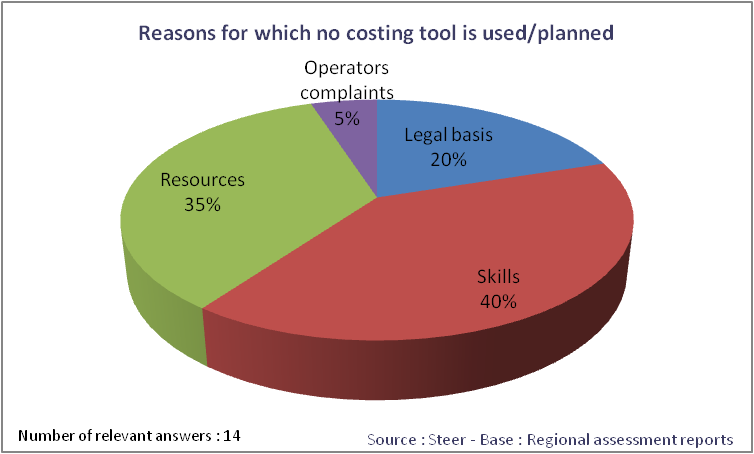 Reasons for which no costing tool is used/planned
Operators
complaints
5%
Legal basis
20%
Resources
35%
Skills
40%
Number of relevant answers : 14
Source : Steer - Base : Regional assessment reports